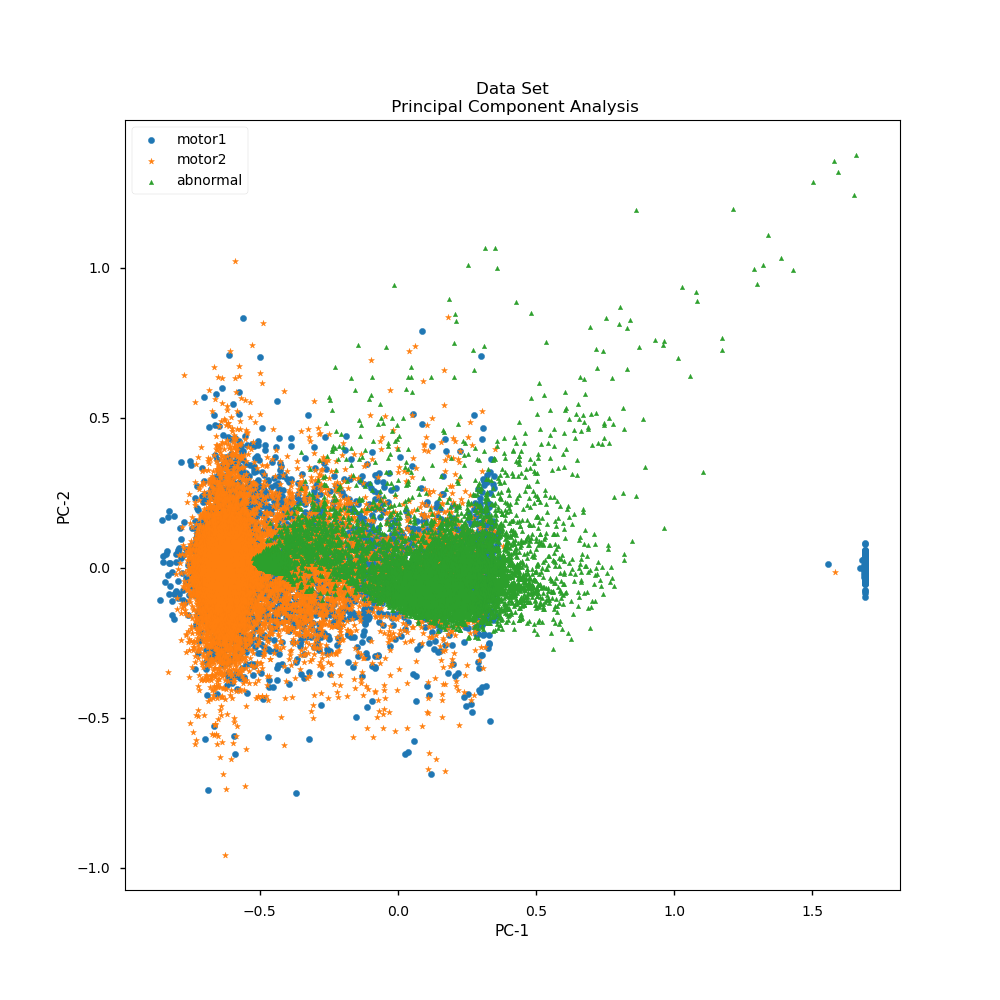 Data Set
Principal Component Analysis
motor1
motor2
abnormal
1.0
0.5
0.0
−0.5
−1.0
PC-2
−0.5
0.0
0.5
1.0
1.5
PC-1